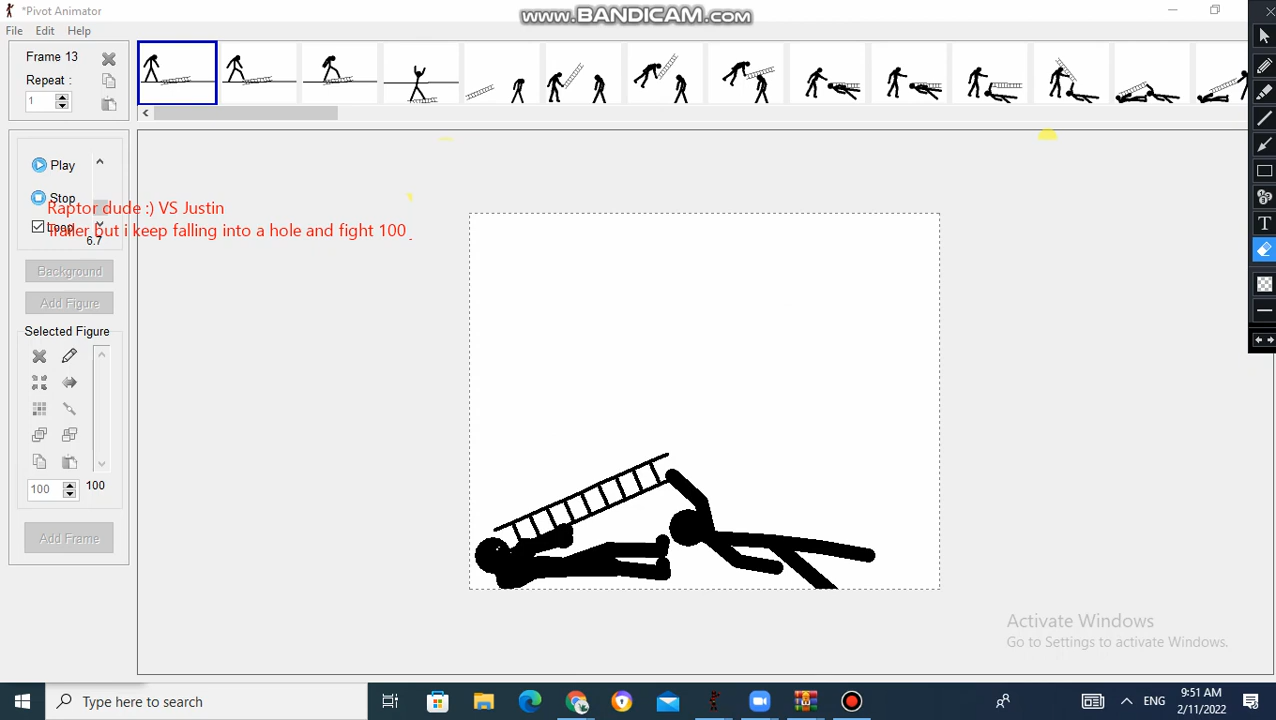 *Pivot Animator
www.BANDICAM.com
File Edit Help
Frame 13
Repeat :
1
Play
Stop
Raptor dude :) VS Justin
Trailer but i keep falling into a hole and fight 100
6.7
Background
Add Figure
Selected Figure
100 100
Add Frame
Activate Windows
Go to Settings to activate Windows.
Type here to search
ENG
9:51 AM
2/11/2022